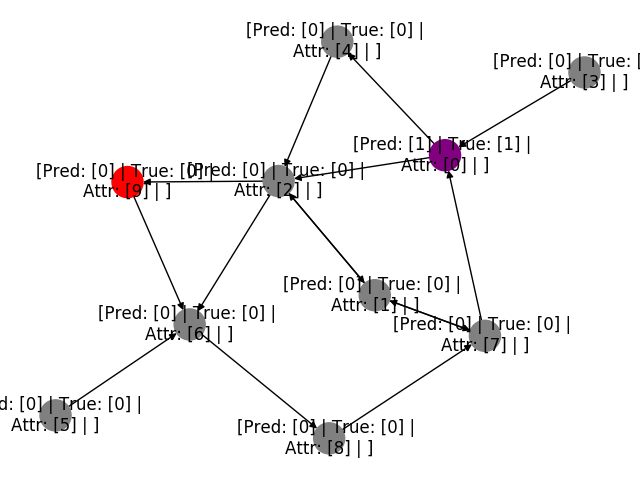 [Pred: [0] | True: [0] |
Attr: [4] | ]
[Pred: [0] | True: [
Attr: [3] | ]
[Pred: [1] | True: [1] |
Attr: [0] | ]
[Pred: [0] | True: [0] |
Attr: [9] | ]
[Pred: [0] | True: [0] |
Attr: [2] | ]
[Pred: [0] | True: [0] |
Attr: [1] | ]
[Pred: [0] | True: [0] |
Attr: [6] | ]
[Pred: [0] | True: [0] |
Attr: [7] | ]
d: [0] | True: [0] |
Attr: [5] | ]
[Pred: [0] | True: [0] |
Attr: [8] | ]